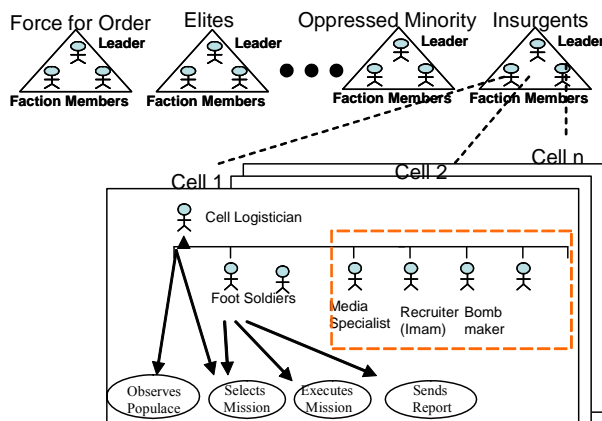 Force for Order
Elites
Oppressed Minority
Insurgents
Leader
Leader
Leader
Leader
Faction Members
Faction Members
Faction Members
Faction Members
Cell n
Cell 2
Cell 1
Cell Logistician
Foot Soldiers
Media
Specialist
Recruiter
(Imam)
Bomb
maker
Observes
Populace
Selects
Mission
Executes
Mission
Sends
Report